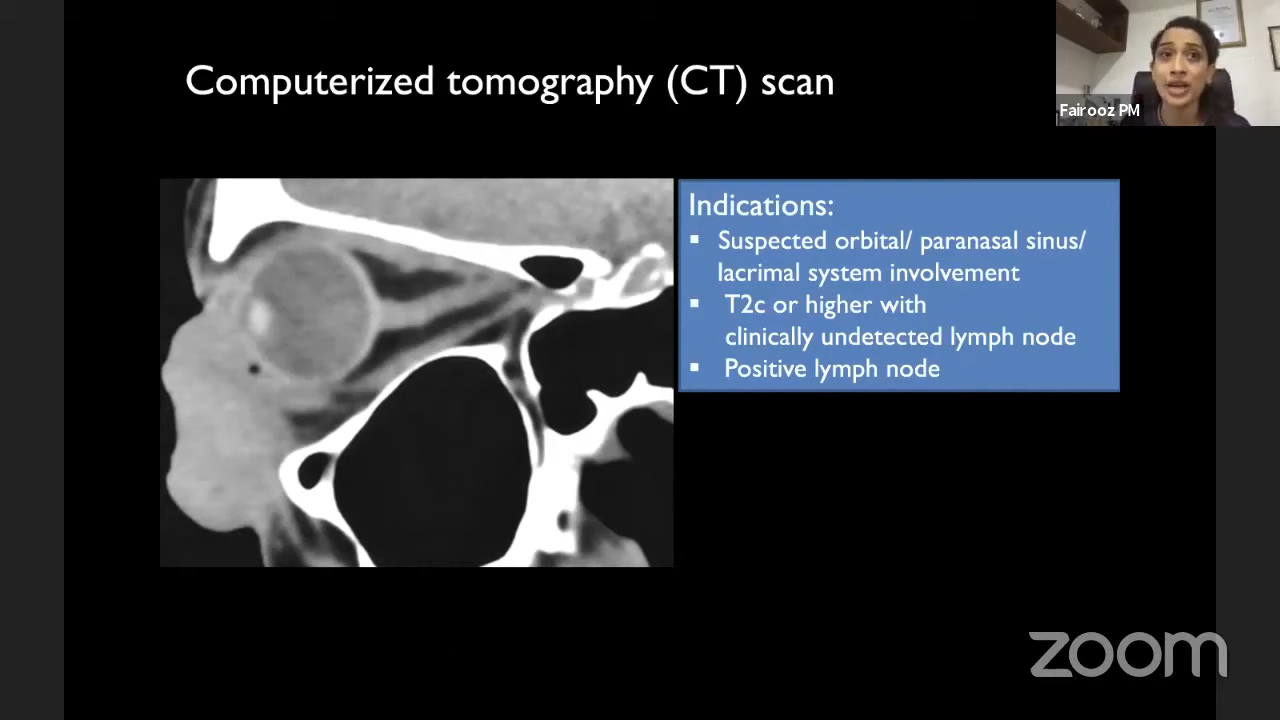 Computerized tomography (CT) scan
Fairooz PM
Indications:
▪ Suspected orbital/ paranasal sinus/
lacrimal system involvement
▪ T2c or higher with
clinically undetected lymph node
▪ Positive lymph node
zoom